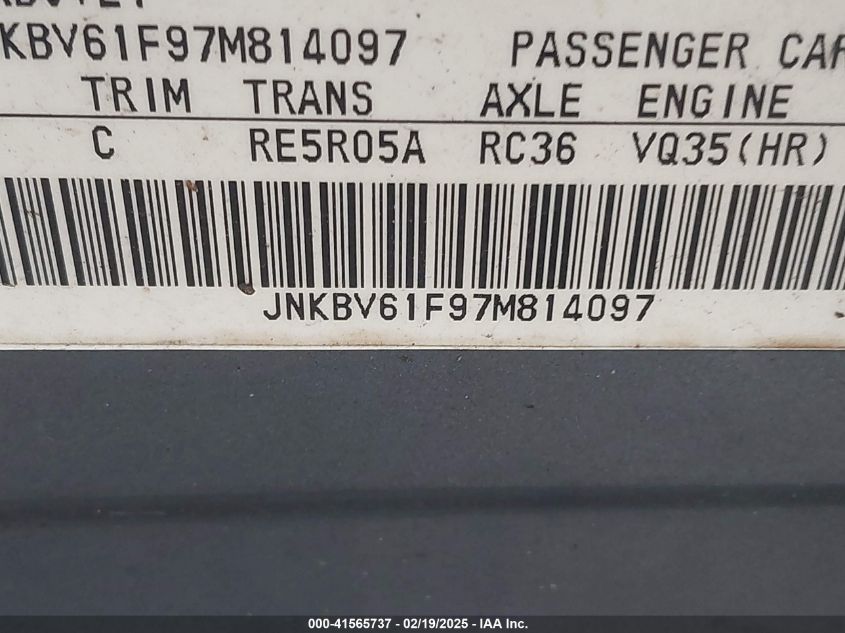 KBV61F97M814097 PASSENGER CAR
TRIM TRANS AXLE ENGINE
C RE5R05A RC36 VQ35(HR)
JNKBV61F97M814097
000-41565737 - 02/19/2025 - IAA Inc.